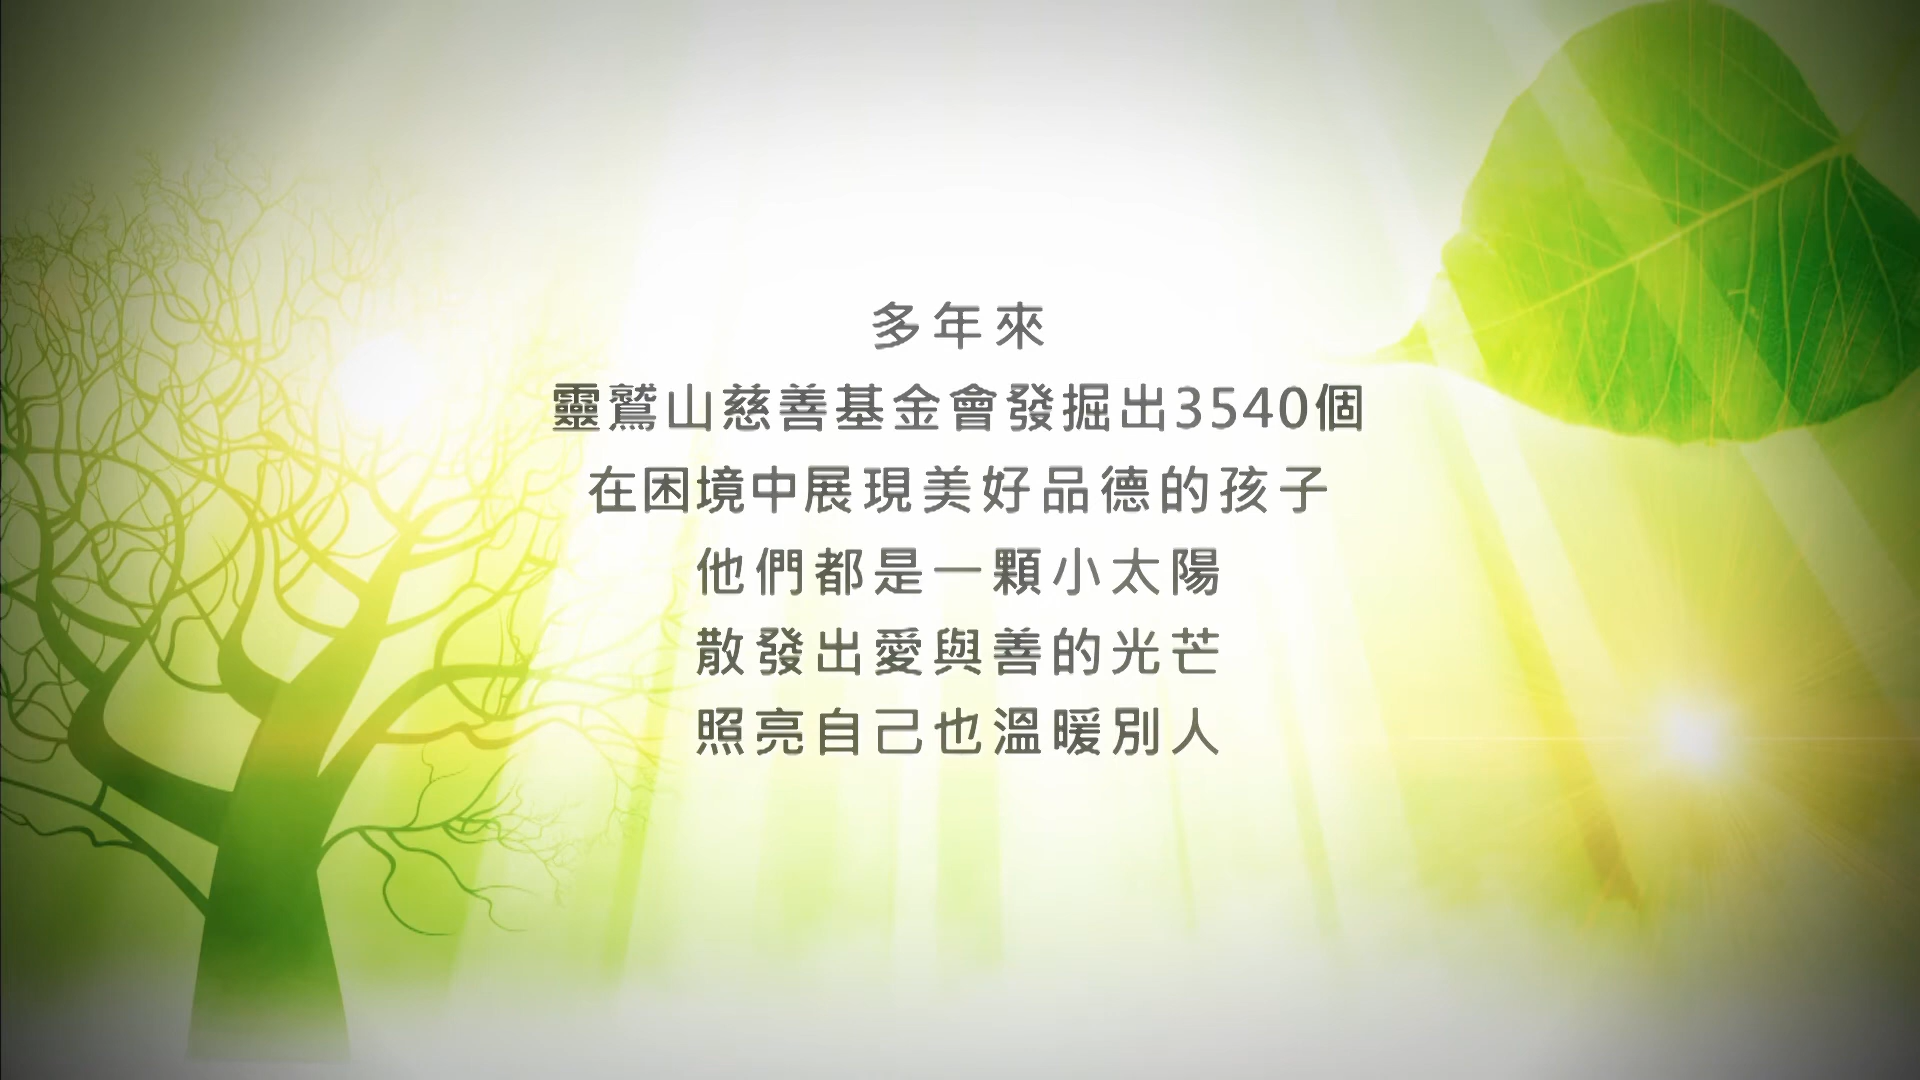 多年來
靈鷲山慈善基金會發掘出3540個
在困境中展現美好品德的孩子
他們都是一顆小太陽
散發出愛與善的光芒
照亮自己也溫暖別人